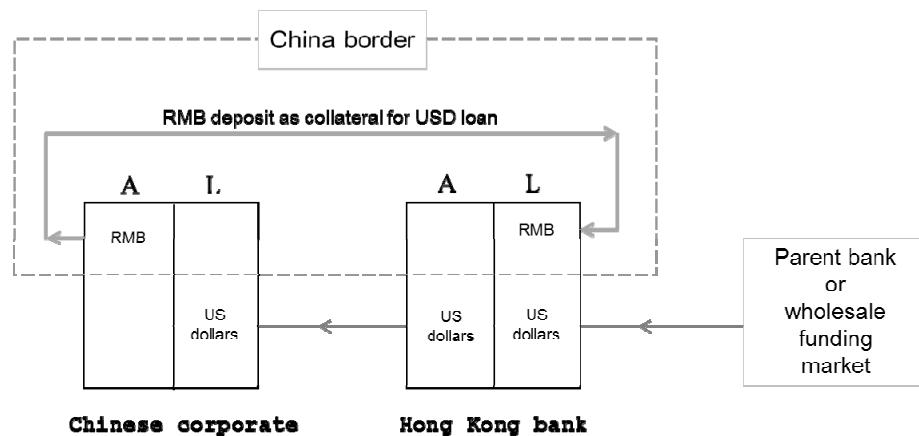 China border
RMB deposit as collateral for USD loan
A L
A L
RMB
RMB
US
dollars
US
dollars
US
dollars
Parent bank
or
wholesale
funding
market
Chinese corporate
Hong Kong bank